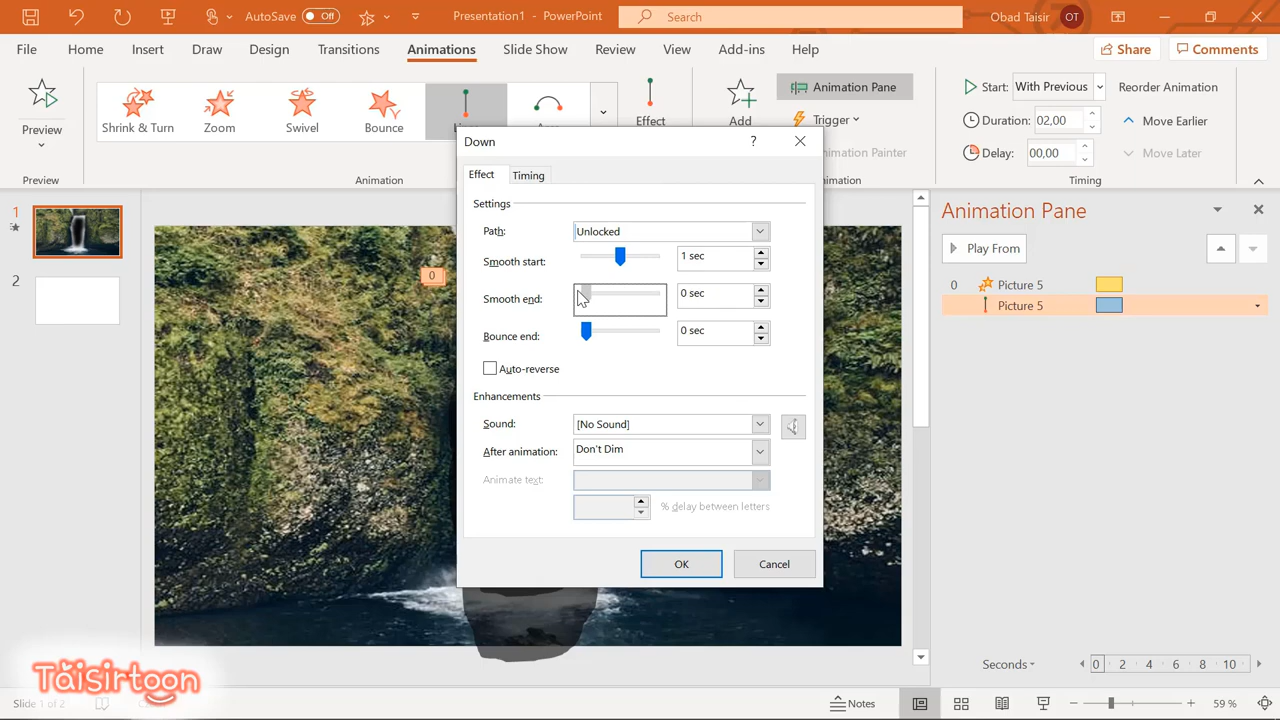 AutoSave Off Presentation1 - PowerPoint Search Obad Taisir OT
File Home Insert Draw Design Transitions Animations Slide Show Review View Add-ins Help Share Comments
Preview
Preview
Shrink & Turn Zoom Swivel Bounce
Animation
Effect
Add
Animation Pane
Trigger
Start: With Previous
Duration: 02,00
Delay: 00,00
Timing
Reorder Animation
Move Earlier
Move Later
1
2
0
Down
?
Effect Timing
Settings
Path: Unlocked
Smooth start: 1 sec
Smooth end: 0 sec
Bounce end: 0 sec
Auto-reverse
Enhancements
Sound: [No Sound]
After animation: Don't Dim
Animate text:
% delay between letters
OK Cancel
Animation Pane
Play From
0 Picture 5
Picture 5
Seconds 0 2 4 6 8 10
Taisirtoon
Slide 1 of 2 Notes 59 %